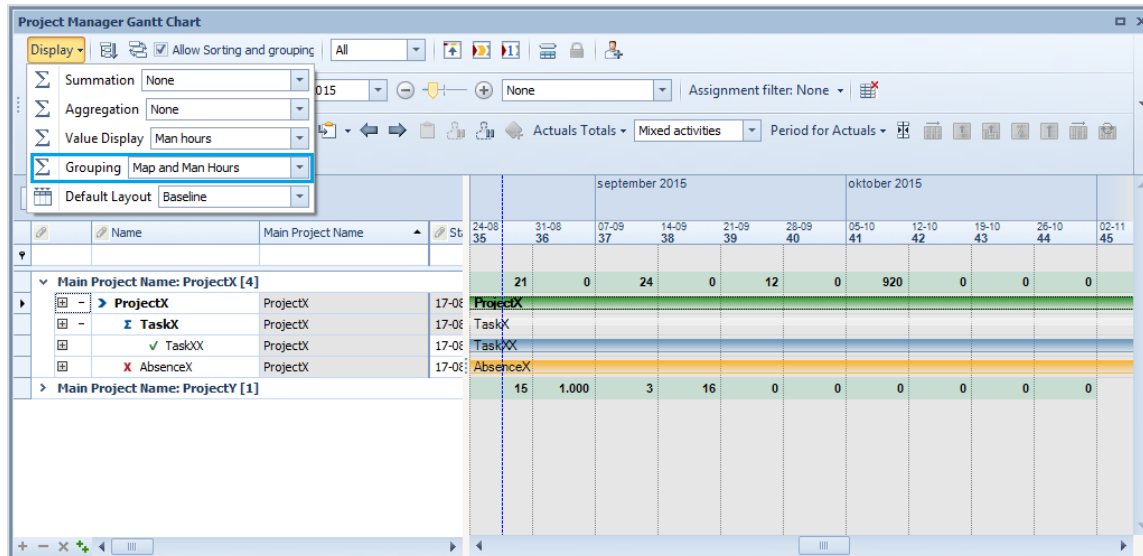 Project Manager Gantt Chart
Display Allow Sorting and grouping All
Summation None
015 None Assignment filter: None
Aggregation None
Value Display Man hours
Actuals Totals Mixed activities Period for Actuals
Grouping Map and Man Hours
Default Layout Baseline
september 2015 oktober 2015
Name Main Project Name St
24-08 31-08 07-09 14-09 21-09 28-09 05-10 12-10 19-10 26-10 02-11
35 36 37 38 39 40 41 42 43 44 45
Main Project Name: ProjectX [4] 21 0 24 0 12 0 920 0 0 0
ProjectX ProjectX 17-08 ProjectX
TaskX ProjectX 17-08 TaskX
TaskXX ProjectX 17-08 TaskXX
AbsenceX ProjectX 17-08 AbsenceX
Main Project Name: ProjectY [1] 15 1.000 3 16 0 0 0 0 0 0